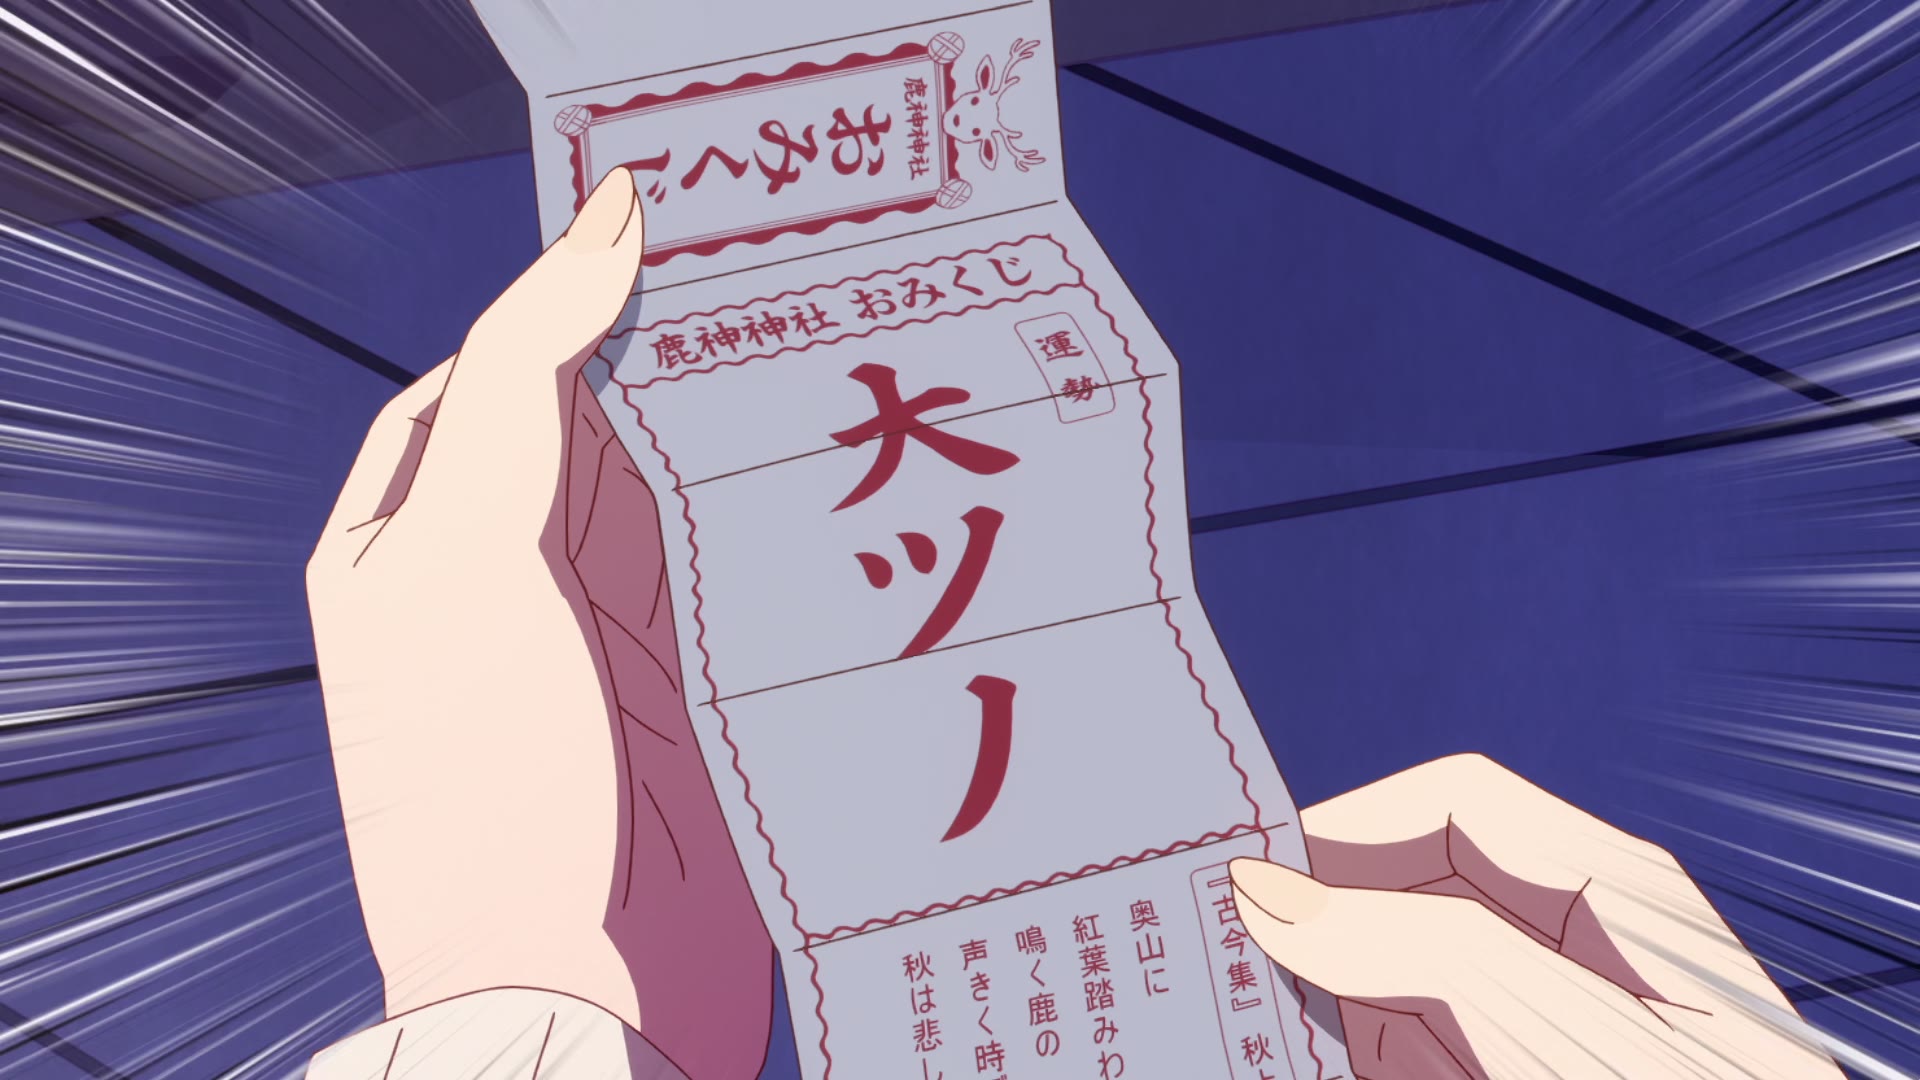 鹿神神社
おみくじ
鹿神神社 おみくじ
運勢
大ツノ
『古今集』 秋
奥山に
紅葉踏みわ
鳴く鹿の
声きく時
秋は悲し